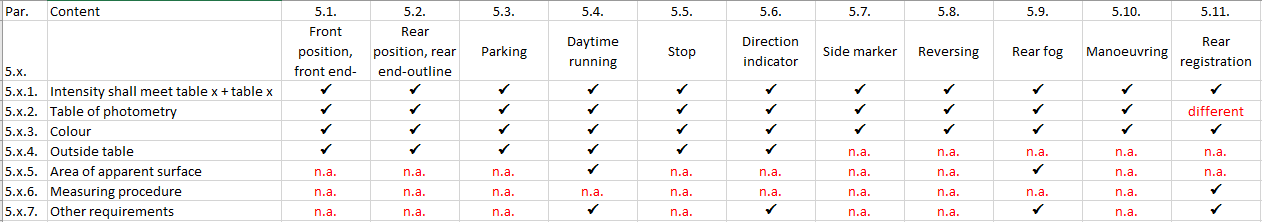 Par. Content 5.1. 5.2. 5.3. 5.4. 5.5. 5.6. 5.7. 5.8. 5.9. 5.10. 5.11.
5.x. Front position, front end- Rear position, rear end-outline Parking Daytime running Stop Direction indicator Side marker Reversing Rear fog Manoeuvring Rear registration
5.x.1. Intensity shall meet table x + table x ✓ ✓ ✓ ✓ ✓ ✓ ✓ ✓ ✓ ✓ ✓
5.x.2. Table of photometry ✓ ✓ ✓ ✓ ✓ ✓ ✓ ✓ ✓ ✓ different
5.x.3. Colour ✓ ✓ ✓ ✓ ✓ ✓ ✓ ✓ ✓ ✓ ✓
5.x.4. Outside table ✓ ✓ ✓ ✓ ✓ ✓ n.a. n.a. n.a. n.a. n.a.
5.x.5. Area of apparent surface n.a. n.a. n.a. ✓ n.a. n.a. n.a. n.a. ✓ n.a. n.a.
5.x.6. Measuring procedure n.a. n.a. n.a. n.a. n.a. n.a. n.a. n.a. n.a. n.a. ✓
5.x.7. Other requirements n.a. n.a. n.a. ✓ n.a. ✓ n.a. n.a. ✓ n.a. ✓